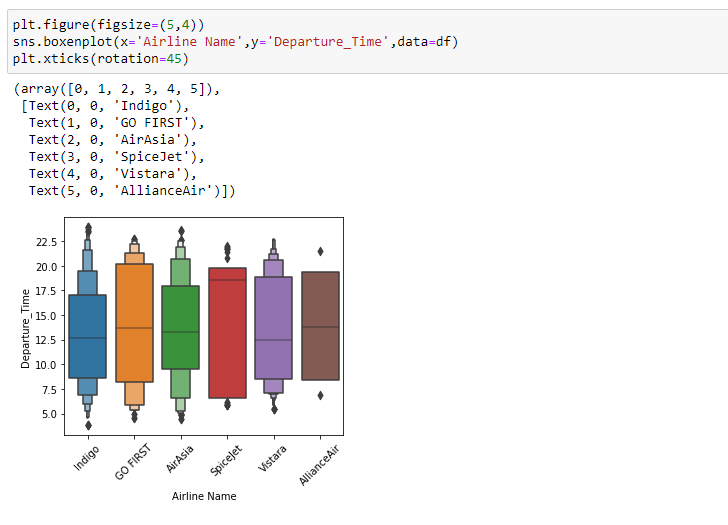 plt.figure(figsize=(5,4))
sns.boxenplot(x='Airline Name',y='Departure_Time',data=df)
plt.xticks(rotation=45)
(array([0, 1, 2, 3, 4, 5]),
[Text(0, 0, 'Indigo'),
Text(1, 0, 'GO FIRST'),
Text(2, 0, 'AirAsia'),
Text(3, 0, 'SpiceJet'),
Text(4, 0, 'Vistara'),
Text(5, 0, 'AllianceAir')])
22.5
20.0
17.5
15.0
12.5
10.0
7.5
5.0
Departure_Time
Indigo
GO FIRST
AirAsia
SpiceJet
Vistara
AllianceAir
Airline Name